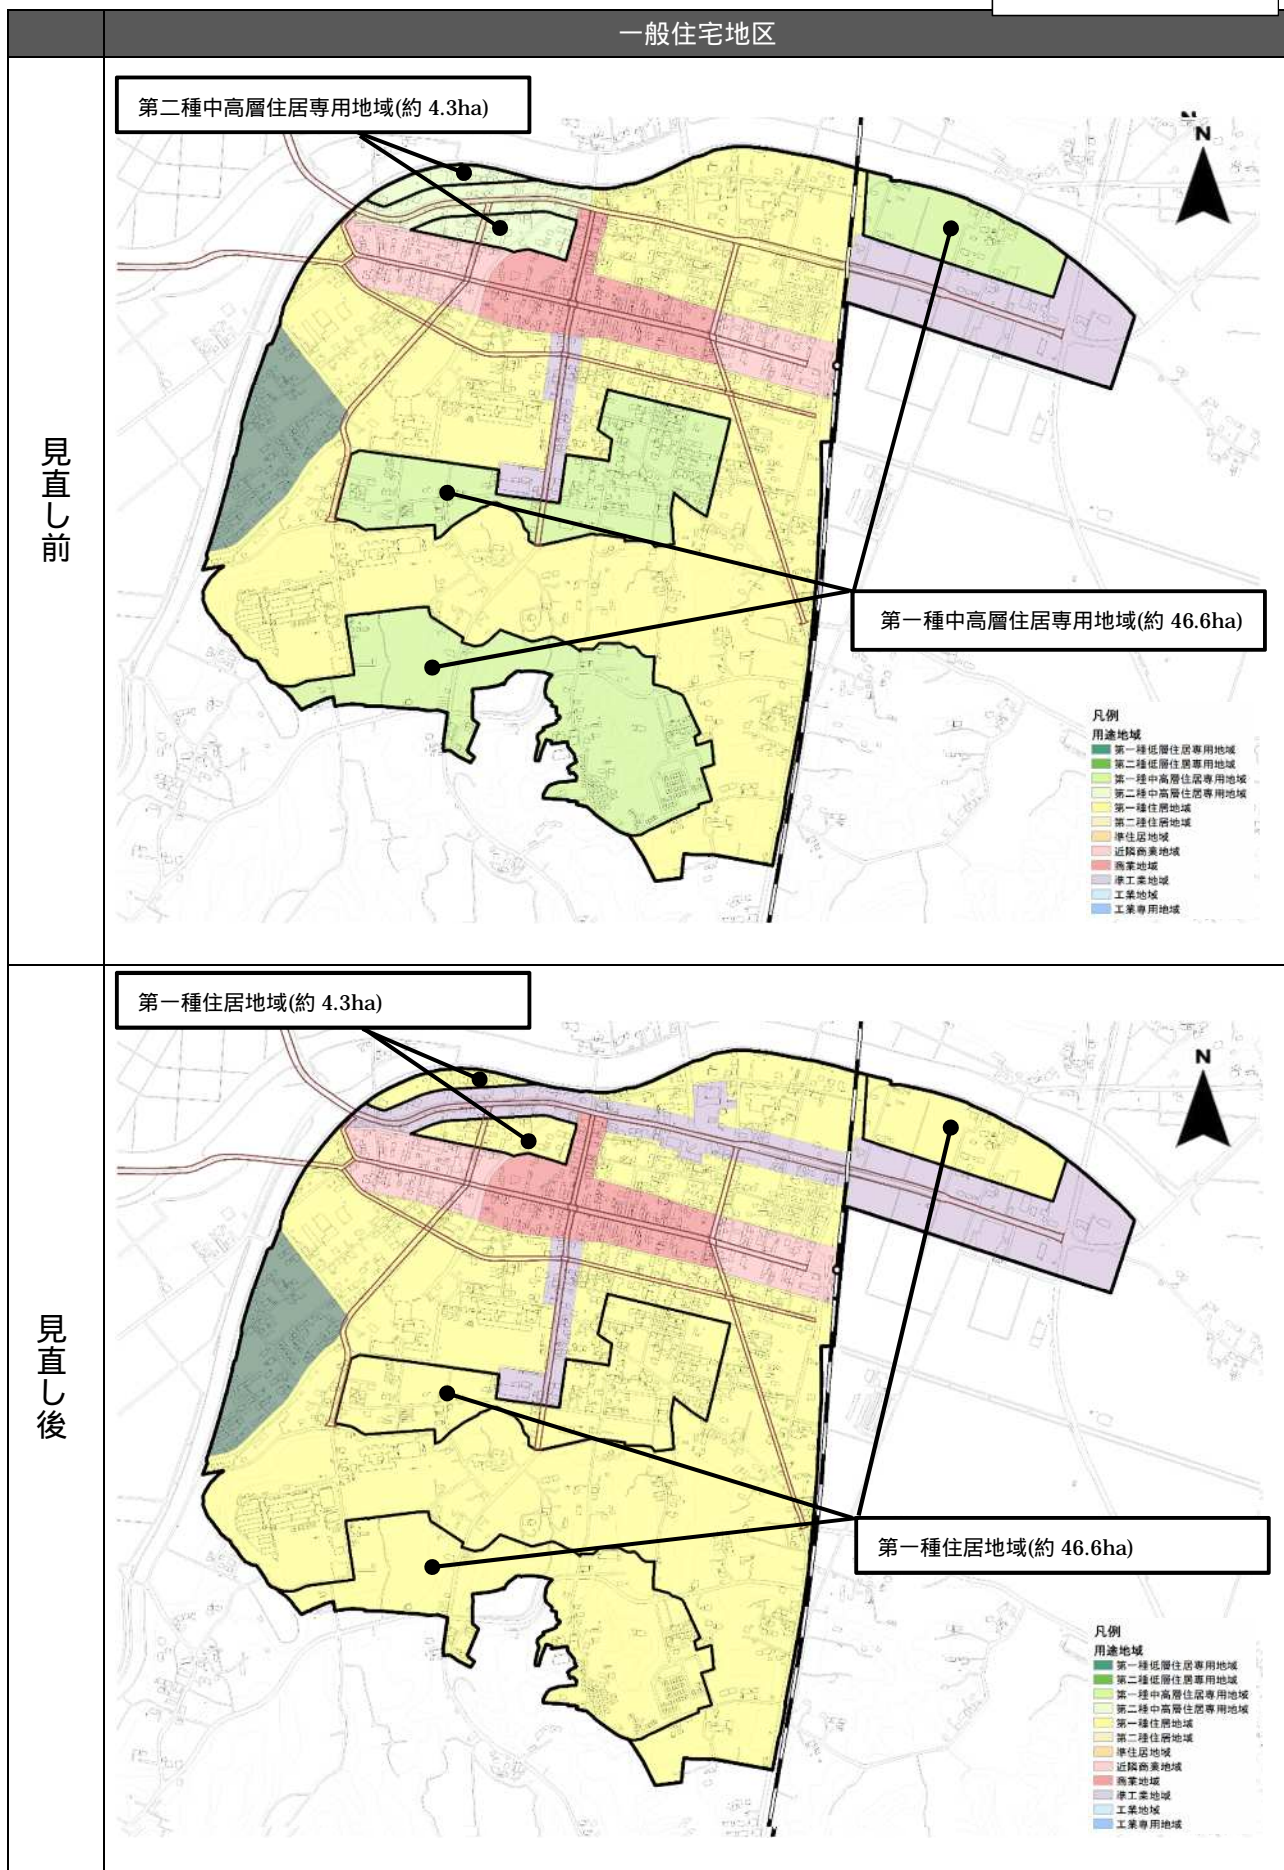 一般住宅地区
見直し前
第二種中高層住居専用地域(約 4.3ha)
N
第一種中高層住居専用地域(約 46.6ha)
凡例
用途地域
第一種低層住居専用地域
第二種低層住居専用地域
第一種中高層住居専用地域
第二種中高層住居専用地域
第一種住居地域
第二種住居地域
準住居地域
近隣商業地域
商業地域
準工業地域
工業地域
工業専用地域
見直し後
第一種住居地域(約 4.3ha)
N
第一種住居地域(約 46.6ha)
凡例
用途地域
第一種低層住居専用地域
第二種低層住居専用地域
第一種中高層住居専用地域
第二種中高層住居専用地域
第一種住居地域
第二種住居地域
準住居地域
近隣商業地域
商業地域
準工業地域
工業地域
工業専用地域